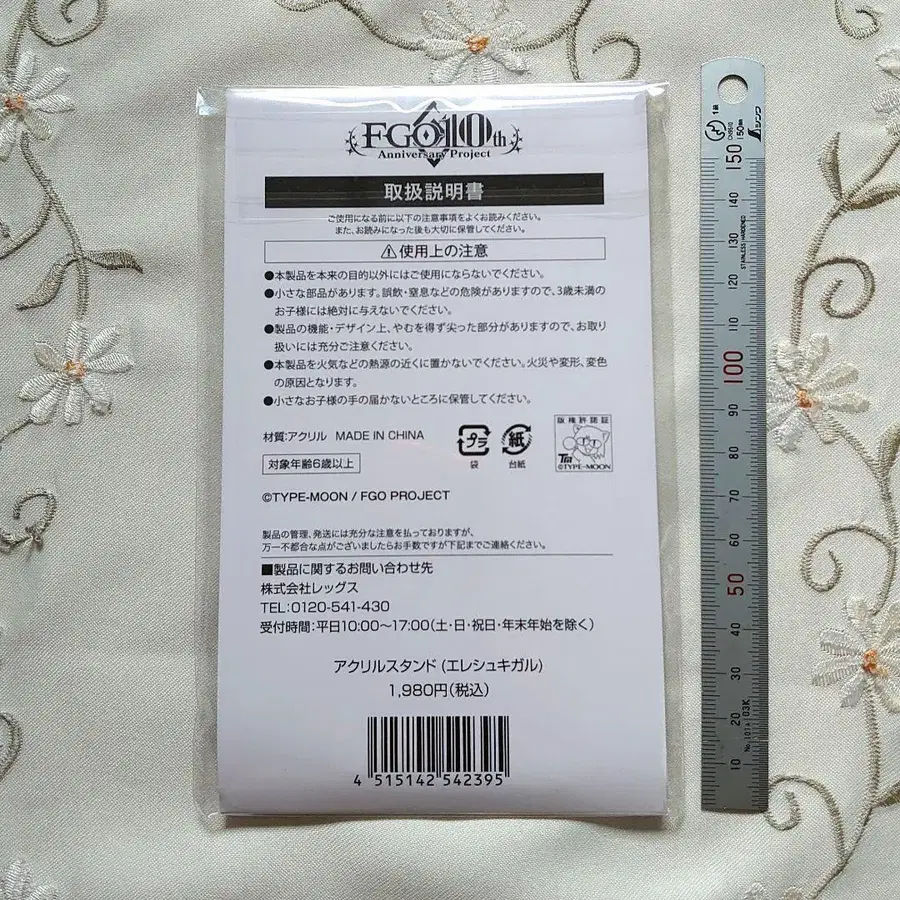 FGO 10th
Anniversary Project
取扱説明書
ご使用になる前に以下の注意事項をよくお読みください。
また、お読みになった後も大切に保管してください。
⚠使用上の注意
●本製品を本来の目的以外にはご使用にならないでください。
●小さな部品があります。誤飲・窒息などの危険がありますので、3歳未満の
お子様には絶対に与えないでください。
●製品の機能・デザイン上、やむを得ず尖った部分がありますので、お取り
扱いには充分ご注意ください。
●本製品を火気などの熱源の近くに置かないでください。火災や変形、変色
の原因となります。
●小さなお子様の手の届かないところに保管してください。
材質:アクリル MADE IN CHINA
対象年齢6歳以上
プラ
袋
紙
台紙
版権許諾証
TM
©TYPE-MOON
©TYPE-MOON / FGO PROJECT
製品の管理、発送には充分な注意を払っておりますが、
万一不都合な点がございましたらお手数ですが下記までご連絡ください。
■製品に関するお問い合わせ先
株式会社レッグス
TEL:0120-541-430
受付時間:平日10:00〜17:00(土・日・祝日・年末年始を除く)
アクリルスタンド (エレシュキガル)
1,980円(税込)
4 515142 542395
シンワ
150㎜
150
140
130
120
110
100
90
80
70
60
50
40
30
20
10
STAINLESS HARDENED